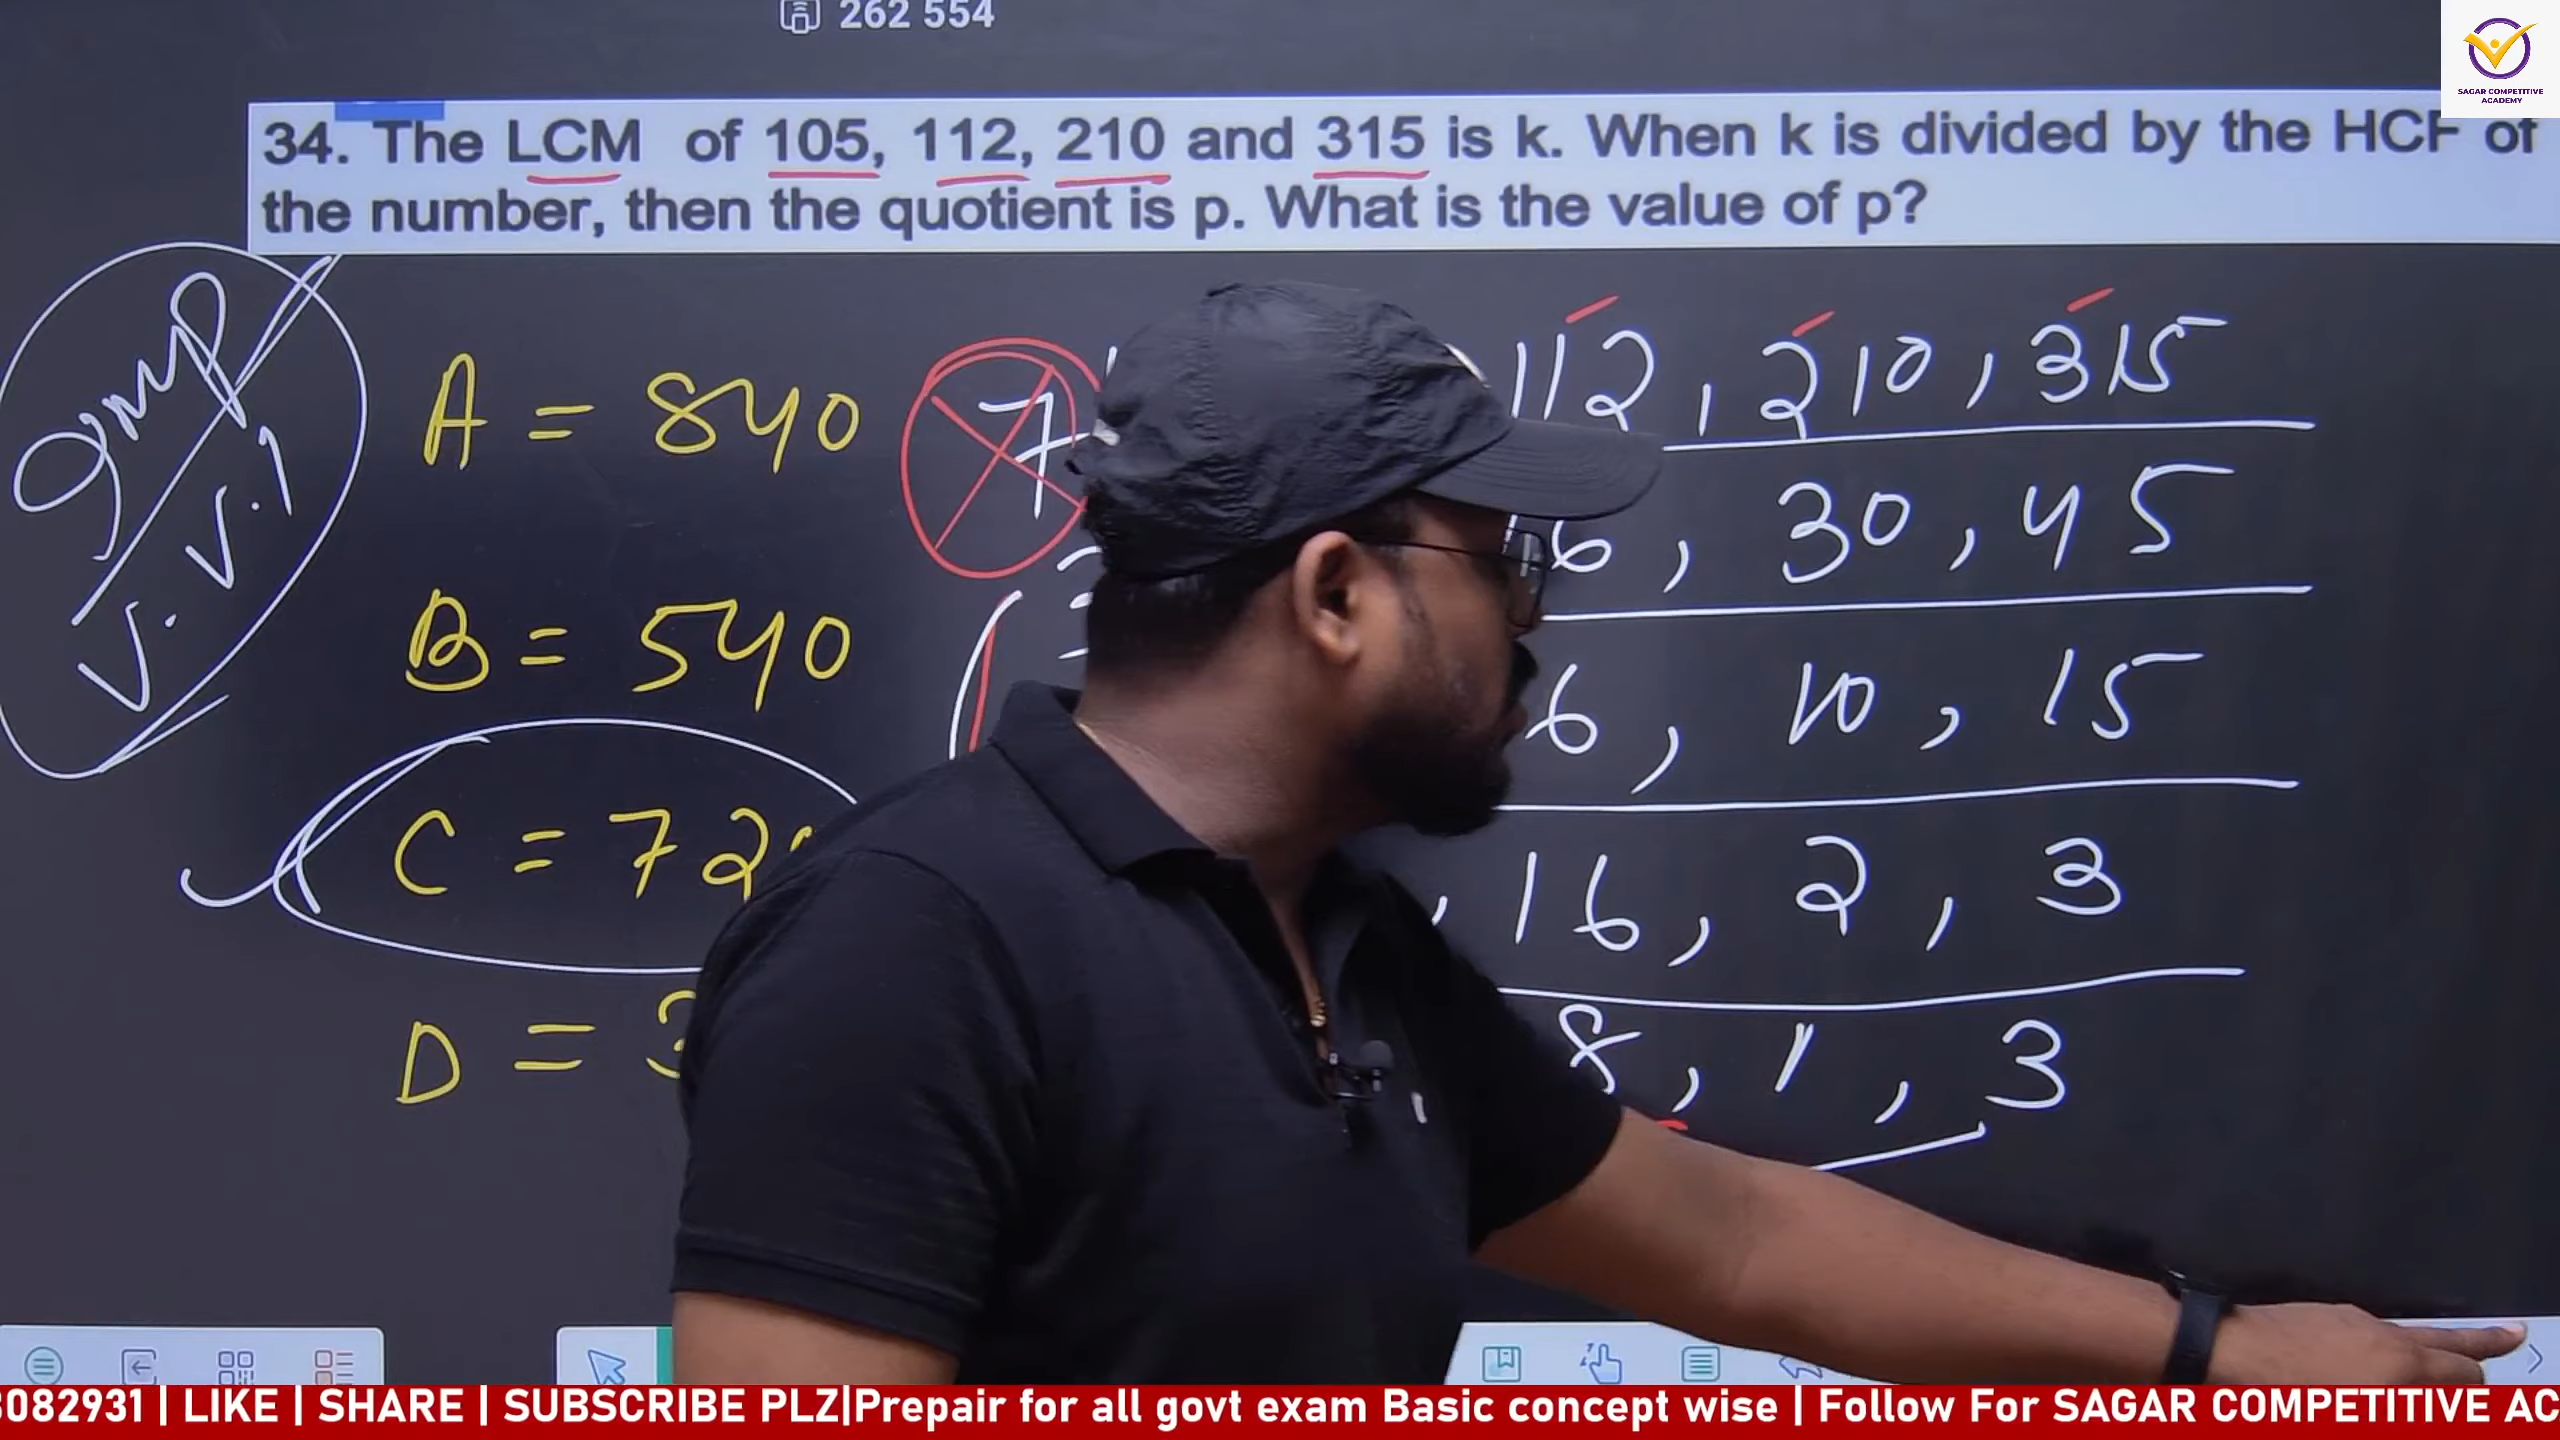 262 554
SAGAR COMPETITIVE
ACADEMY
34. The LCM of 105, 112, 210 and 315 is k. When k is divided by the HCF of
the number, then the quotient is p. What is the value of p?
Imp
V.V.I
A = 840
B = 540
C = 72
D = 3
7
112, 210, 315
16, 30, 45
6, 10, 15
, 16, 2, 3
8, 1, 3
8082931 | LIKE | SHARE | SUBSCRIBE PLZ|Prepair for all govt exam Basic concept wise | Follow For SAGAR COMPETITIVE AC